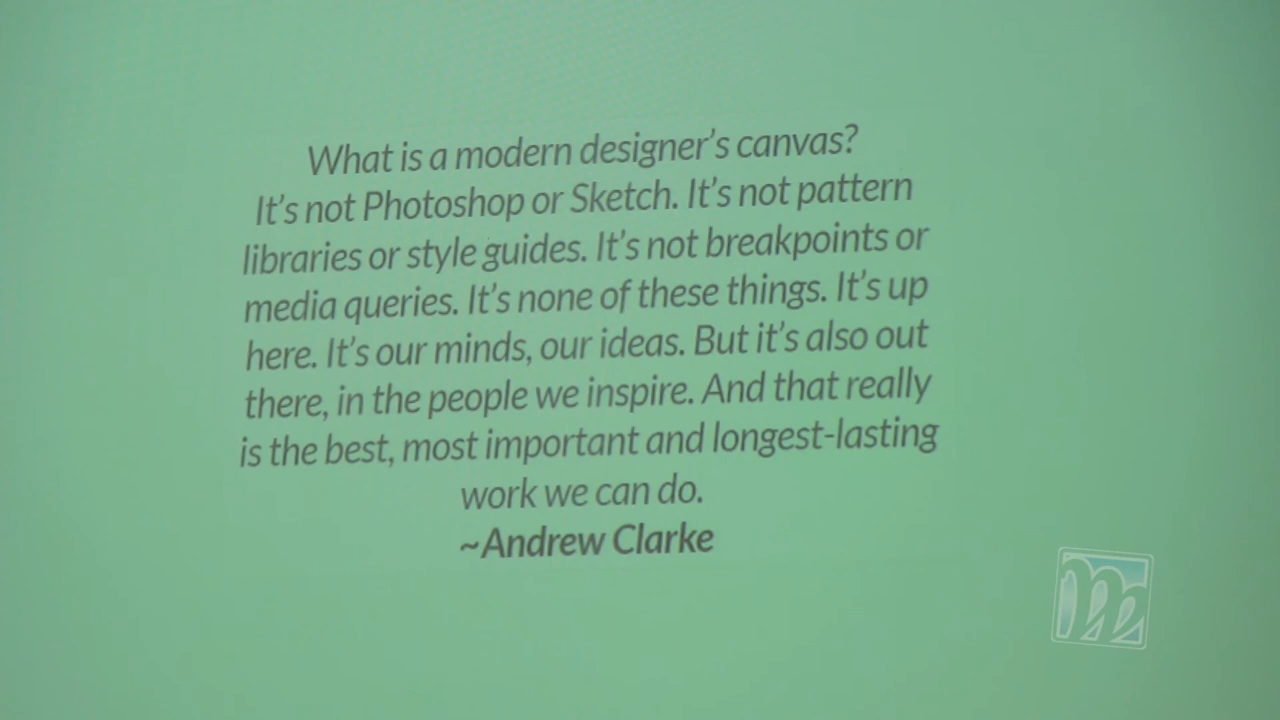 What is a modern designer's canvas?
It's not Photoshop or Sketch. It's not pattern
libraries or style guides. It's not breakpoints or
media queries. It's none of these things. It's up
here. It's our minds, our ideas. But it's also out
there, in the people we inspire. And that really
is the best, most important and longest-lasting
work we can do.
~Andrew Clarke